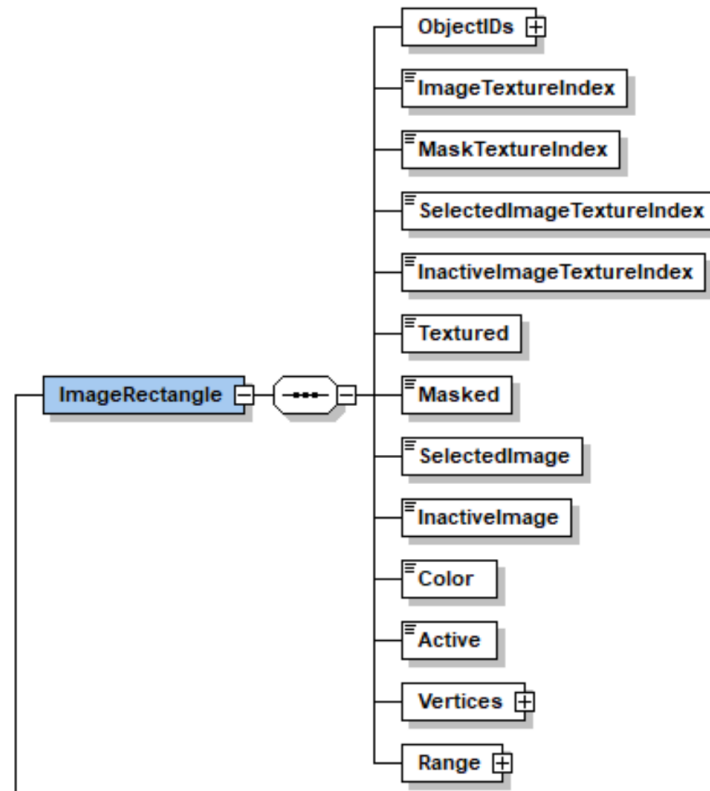 ObjectIDs
ImageTextureIndex
MaskTextureIndex
SelectedImageTextureIndex
InactiveImageTextureIndex
Textured
ImageRectangle
Masked
SelectedImage
InactiveImage
Color
Active
Vertices
Range